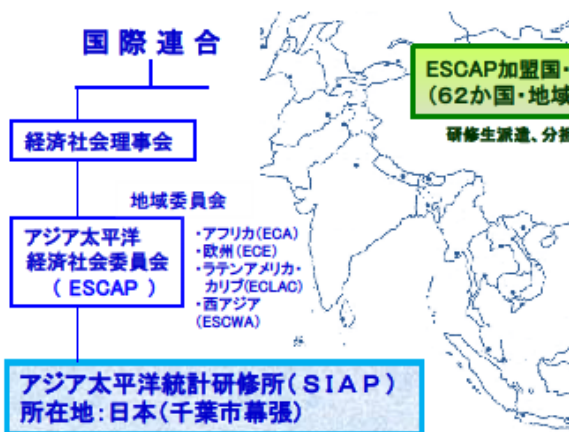 国際連合
ESCAP加盟国・
(62か国・地域
研修生派遣、分担
経済社会理事会
地域委員会
アジア太平洋
経済社会委員会
(ESCAP)
・アフリカ(ECA)
・欧州(ECE)
・ラテンアメリカ・
カリブ(ECLAC)
・西アジア
(ESCWA)
アジア太平洋統計研修所(SIAP)
所在地:日本(千葉市幕張)